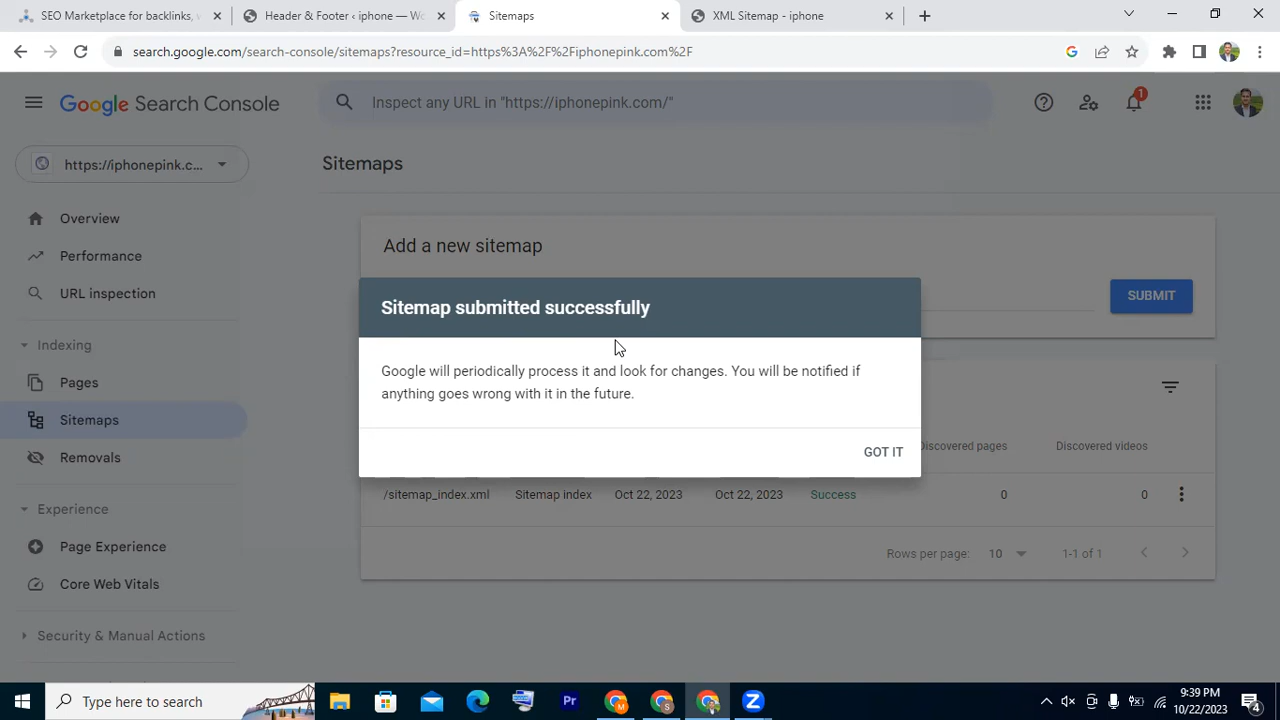 SEO Marketplace for backlinks, v
Header & Footer ‹ iphone — Wo
Sitemaps
XML Sitemap - iphone
search.google.com/search-console/sitemaps?resource_id=https%3A%2F%2Fiphonepink.com%2F
Google Search Console
Inspect any URL in "https://iphonepink.com/"
1
https://iphonepink.c...
Sitemaps
Overview
Performance
URL inspection
Indexing
Pages
Sitemaps
Removals
Experience
Page Experience
Core Web Vitals
Security & Manual Actions
Add a new sitemap
SUBMIT
Sitemap submitted successfully
Google will periodically process it and look for changes. You will be notified if
anything goes wrong with it in the future.
GOT IT
Discovered pages Discovered videos
/sitemap_index.xml Sitemap index Oct 22, 2023 Oct 22, 2023 Success 0 0
Rows per page: 10 1-1 of 1
Type here to search
Pr
9:39 PM
10/22/2023
4